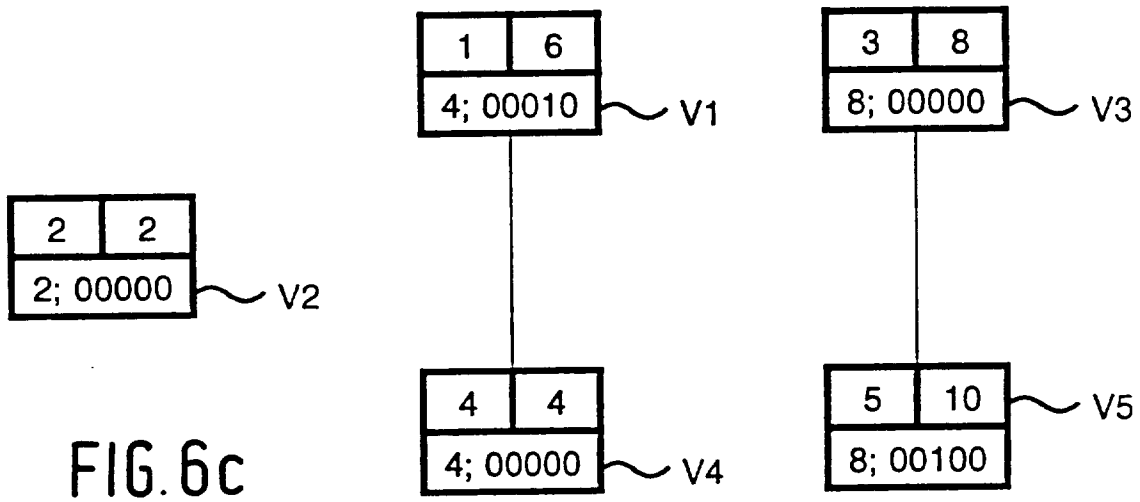 1 6
4; 00010 V1
3 8
8; 00000 V3
2 2
2; 00000 V2
4 4
4; 00000 V4
5 10 V5
8; 00100
FIG. 6c